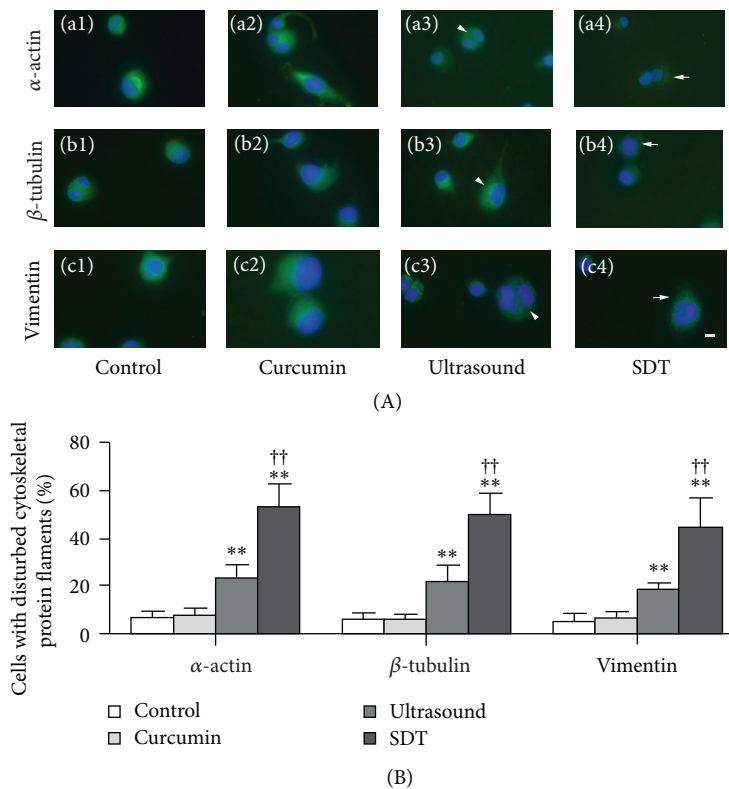 (a1) (a2) (a3) (a4)
α-actin
(b1) (b2) (b3) (b4)
β-tubulin
(c1) (c2) (c3) (c4)
Vimentin
Control Curcumin Ultrasound SDT
(A)
Cells with disturbed cytoskeletal
protein filaments (%)
80
60
40
20
0
††
**
**
††
**
**
††
**
**
α-actin β-tubulin Vimentin
Control Ultrasound
Curcumin SDT
(B)